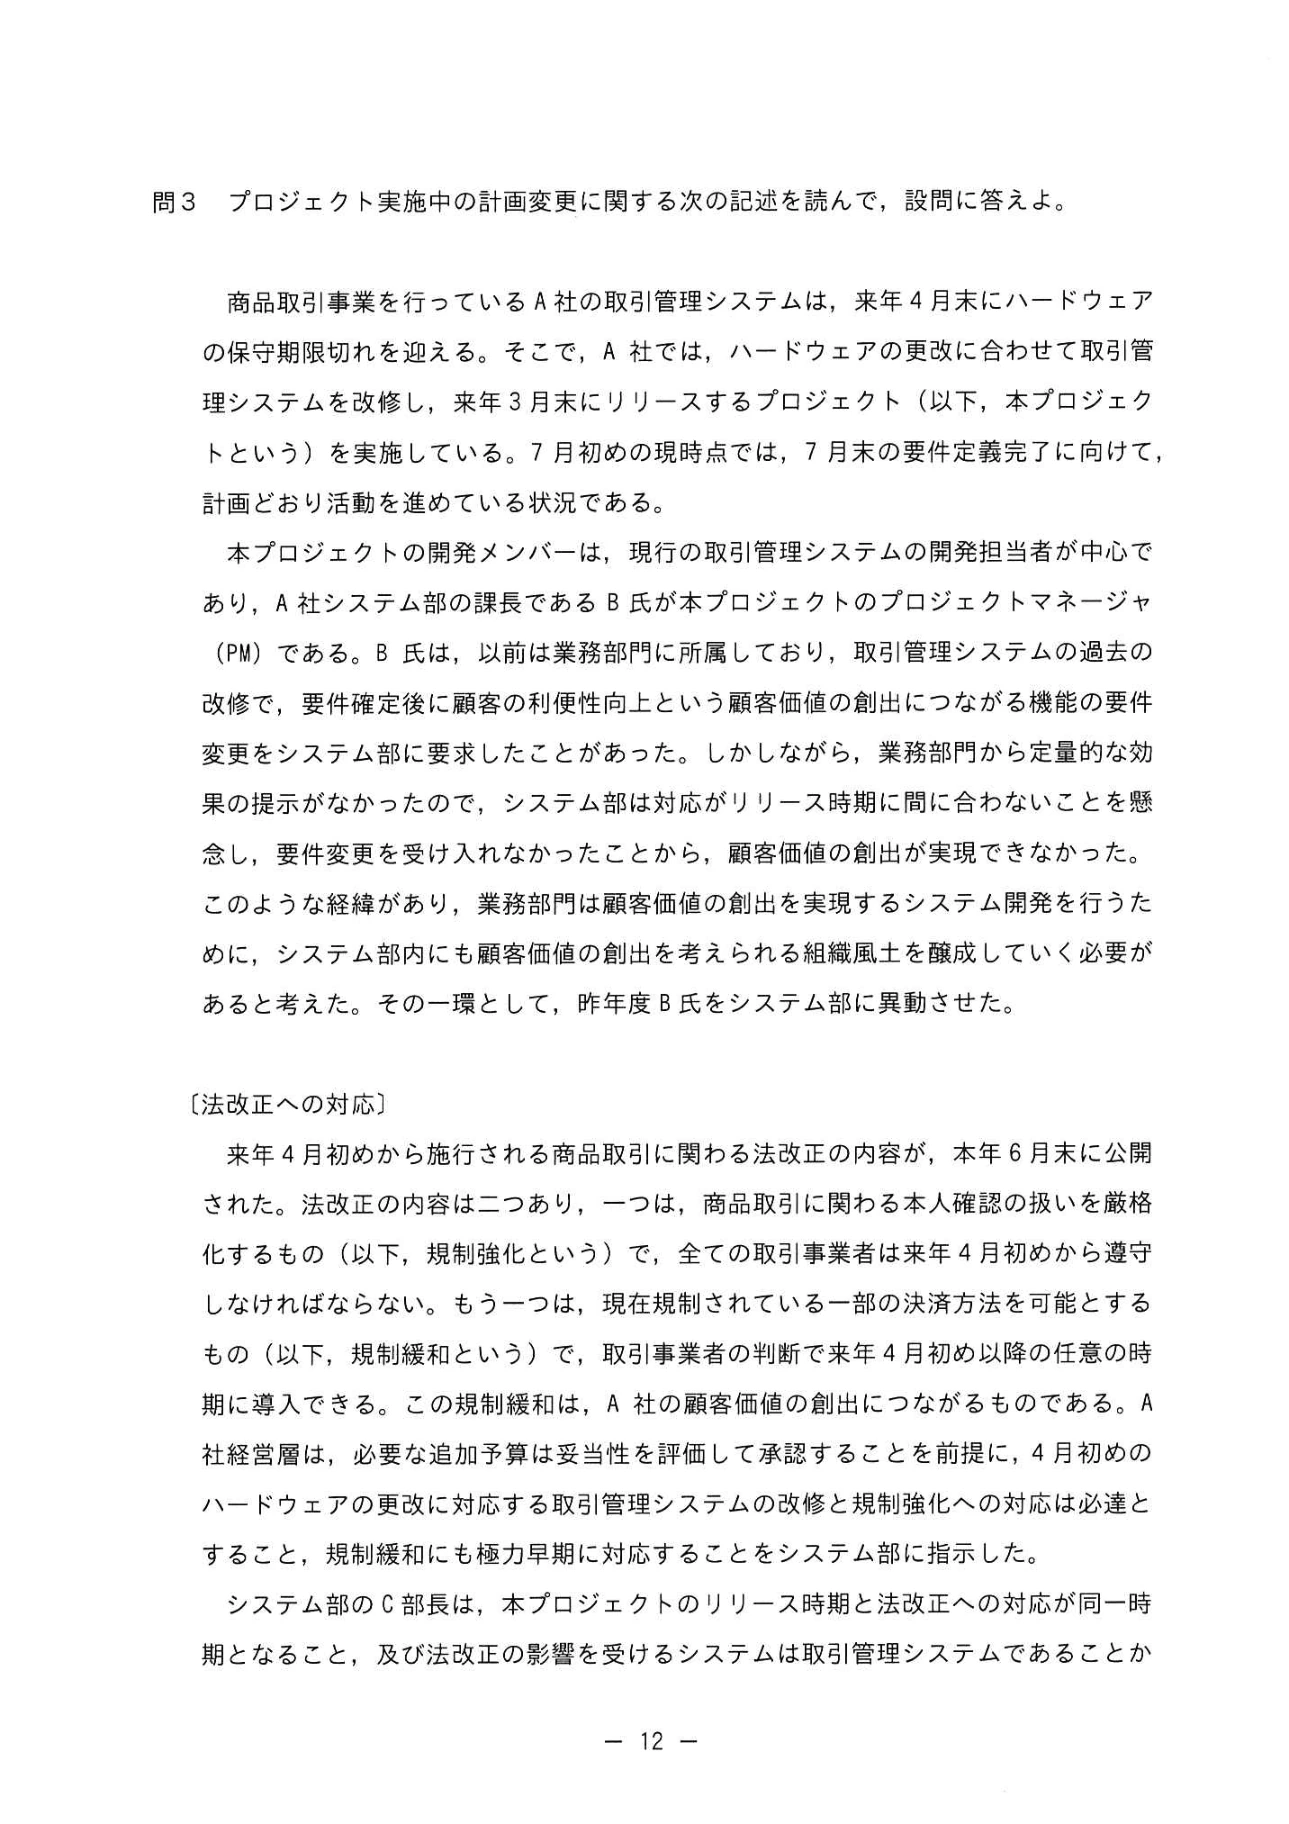 問３　プロジェクト実施中の計画変更に関する次の記述を読んで，設問に答えよ。
商品取引事業を行っている A 社の取引管理システムは，来年 4 月末にハードウェア
の保守期限切れを迎える。そこで，A 社では，ハードウェアの更改に合わせて取引管
理システムを改修し，来年 3 月末にリリースするプロジェクト（以下，本プロジェク
トという）を実施している。7 月初めの現時点では，7 月末の要件定義完了に向けて，
計画どおり活動を進めている状況である。
本プロジェクトの開発メンバーは，現行の取引管理システムの開発担当者が中心で
あり，A 社システム部の課長である B 氏が本プロジェクトのプロジェクトマネージャ
（PM）である。B 氏は，以前は業務部門に所属しており，取引管理システムの過去の
改修で，要件確定後に顧客の利便性向上という顧客価値の創出につながる機能の要件
変更をシステム部に要求したことがあった。しかしながら，業務部門から定量的な効
果の提示がなかったので，システム部は対応がリリース時期に間に合わないことを懸
念し，要件変更を受け入れなかったことから，顧客価値の創出が実現できなかった。
このような経緯があり，業務部門は顧客価値の創出を実現するシステム開発を行うた
めに，システム部内にも顧客価値の創出を考えられる組織風土を醸成していく必要が
あると考えた。その一環として，昨年度 B 氏をシステム部に異動させた。
〔法改正への対応〕
来年 4 月初めから施行される商品取引に関わる法改正の内容が，本年 6 月末に公開
された。法改正の内容は二つあり，一つは，商品取引に関わる本人確認の扱いを厳格
化するもの（以下，規制強化という）で，全ての取引事業者は来年 4 月初めから遵守
しなければならない。もう一つは，現在規制されている一部の決済方法を可能とする
もの（以下，規制緩和という）で，取引事業者の判断で来年 4 月初め以降の任意の時
期に導入できる。この規制緩和は，A 社の顧客価値の創出につながるものである。A
社経営層は，必要な追加予算は妥当性を評価して承認することを前提に，4 月初めの
ハードウェアの更改に対応する取引管理システムの改修と規制強化への対応は必達と
すること，規制緩和にも極力早期に対応することをシステム部に指示した。
システム部の C 部長は，本プロジェクトのリリース時期と法改正への対応が同一時
期となること，及び法改正の影響を受けるシステムは取引管理システムであることか
－ 12 －